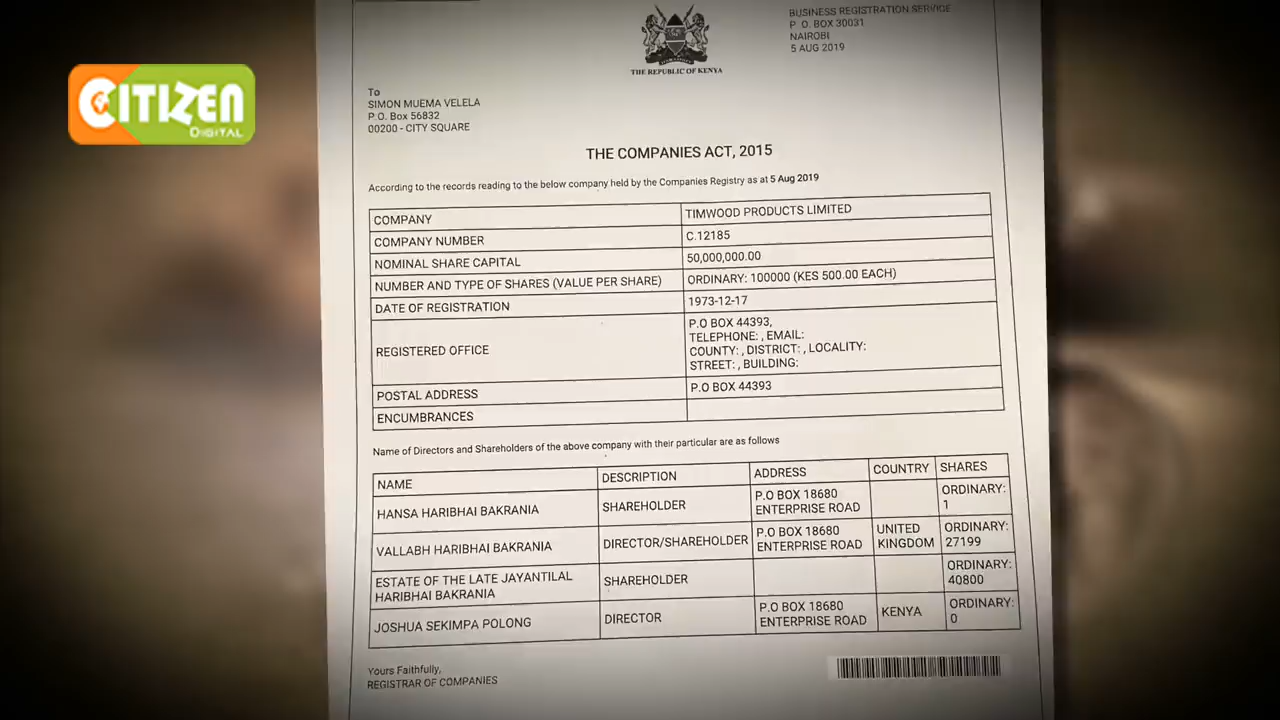 CITIZEN
DIGITAL
BUSINESS REGISTRATION SERVICE
P. O. BOX 30031
NAIROBI
5 AUG 2019
THE REPUBLIC OF KENYA
To
SIMON MUEMA VELELA
P.O. Box 56832
00200 - CITY SQUARE
THE COMPANIES ACT, 2015
According to the records reading to the below company held by the Companies Registry as at 5 Aug 2019
COMPANY TIMWOOD PRODUCTS LIMITED
COMPANY NUMBER C.12185
NOMINAL SHARE CAPITAL 50,000,000.00
NUMBER AND TYPE OF SHARES (VALUE PER SHARE) ORDINARY: 100000 (KES 500.00 EACH)
DATE OF REGISTRATION 1973-12-17
REGISTERED OFFICE
P.O BOX 44393,
TELEPHONE: , EMAIL:
COUNTY: , DISTRICT: , LOCALITY:
STREET: , BUILDING:
POSTAL ADDRESS P.O BOX 44393
ENCUMBRANCES
Name of Directors and Shareholders of the above company with their particular are as follows
NAME DESCRIPTION ADDRESS COUNTRY SHARES
HANSA HARIBHAI BAKRANIA SHAREHOLDER P.O BOX 18680 ORDINARY:
ENTERPRISE ROAD 1
VALLABH HARIBHAI BAKRANIA DIRECTOR/SHAREHOLDER P.O BOX 18680 UNITED ORDINARY:
ENTERPRISE ROAD KINGDOM 27199
ESTATE OF THE LATE JAYANTILAL SHAREHOLDER ORDINARY:
HARIBHAI BAKRANIA 40800
JOSHUA SEKIMPA POLONG DIRECTOR P.O BOX 18680 KENYA ORDINARY:
ENTERPRISE ROAD 0
Yours Faithfully,
REGISTRAR OF COMPANIES